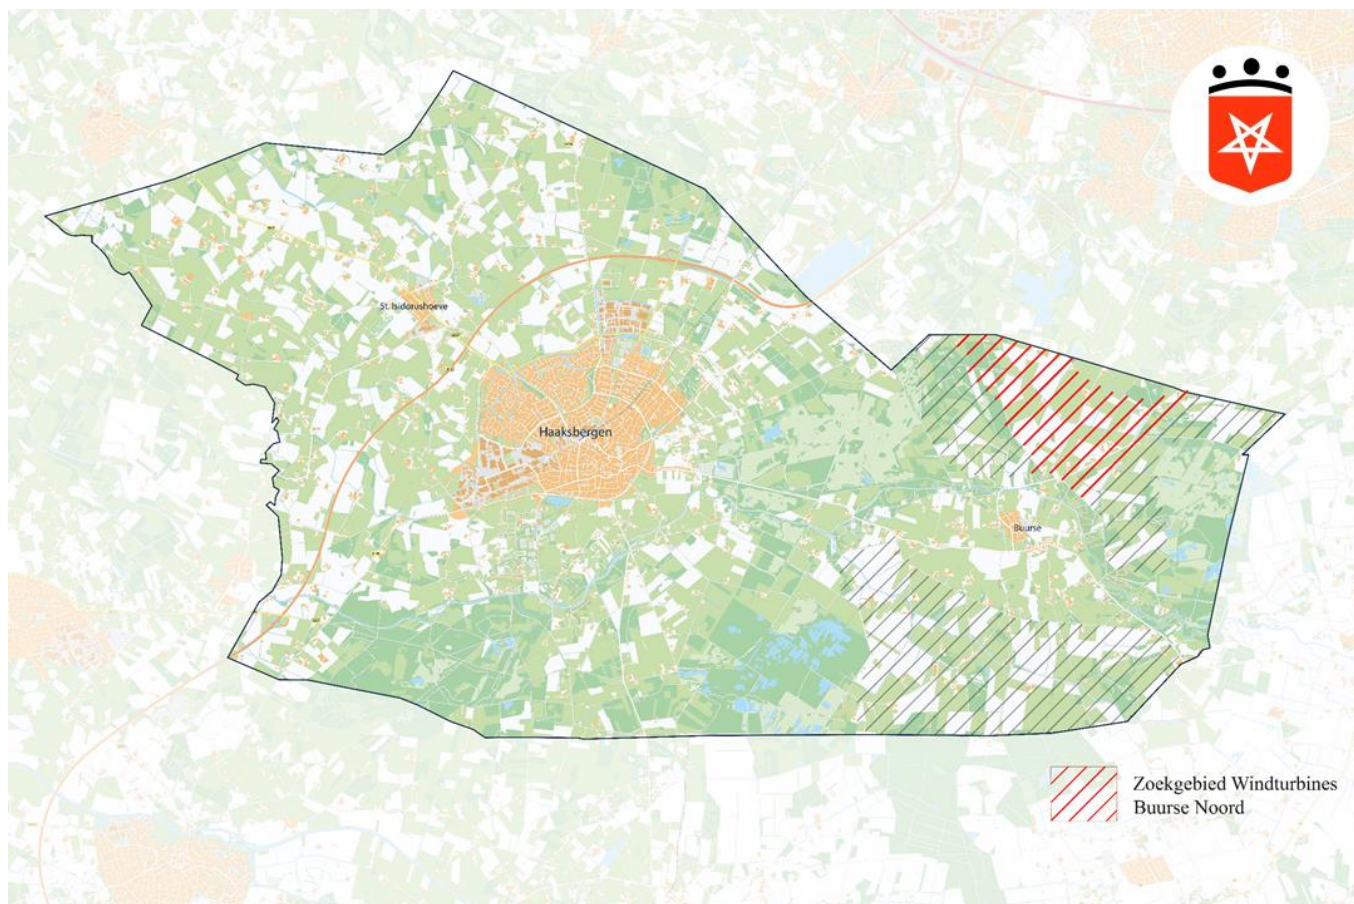 St. Isidorushoeve
Haaksbergen
Buurse
Zoekgebied Windturbines
Buurse Noord